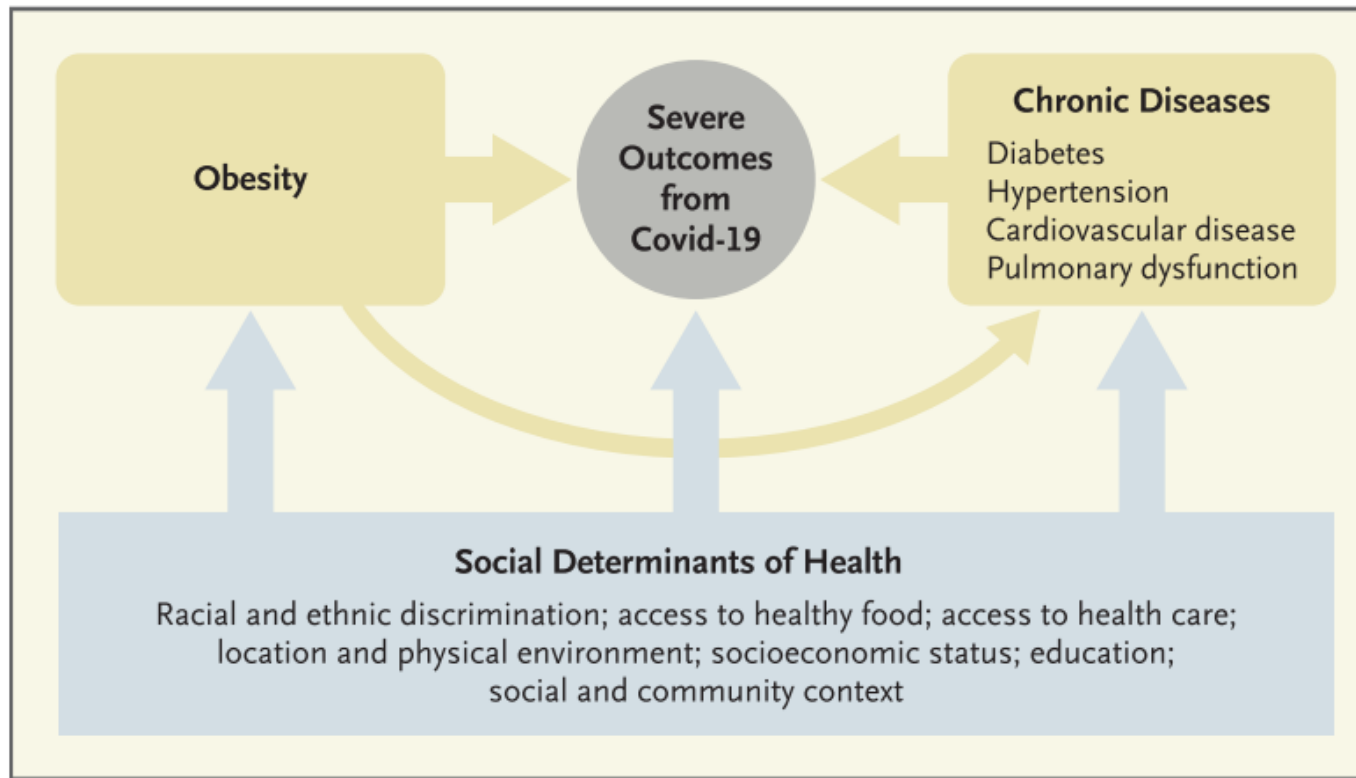 Obesity
Severe
Outcomes
from
Covid-19
Chronic Diseases
Diabetes
Hypertension
Cardiovascular disease
Pulmonary dysfunction
Social Determinants of Health
Racial and ethnic discrimination; access to healthy food; access to health care;
location and physical environment; socioeconomic status; education;
social and community context